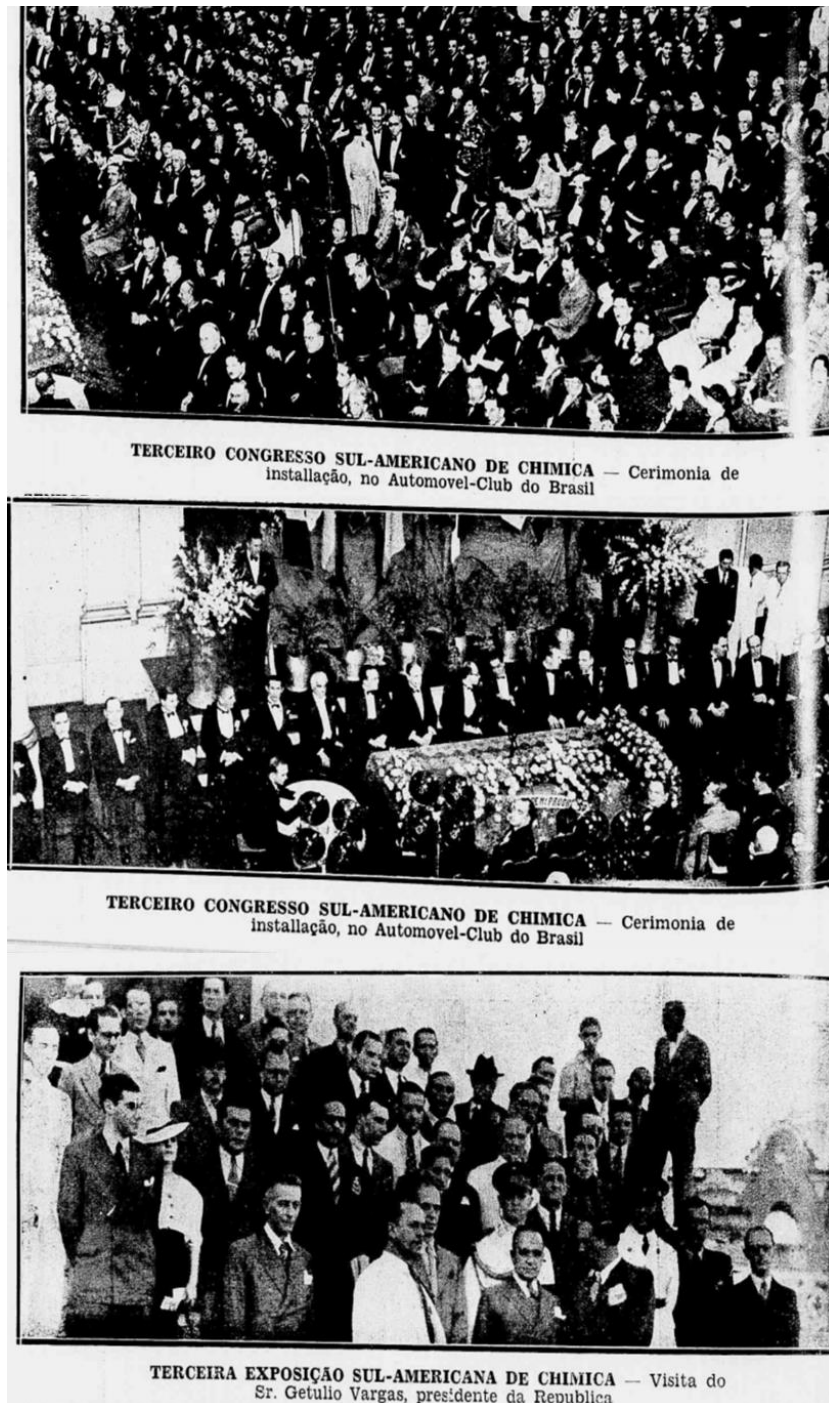 TERCEIRO CONGRESSO SUL-AMERICANO DE CHIMICA — Cerimonia de
installação, no Automovel-Club do Brasil
TERCEIRO CONGRESSO SUL-AMERICANO DE CHIMICA — Cerimonia de
installação, no Automovel-Club do Brasil
TERCEIRA EXPOSIÇÃO SUL-AMERICANA DE CHIMICA — Visita do
Sr. Getulio Vargas, presidente da Republica